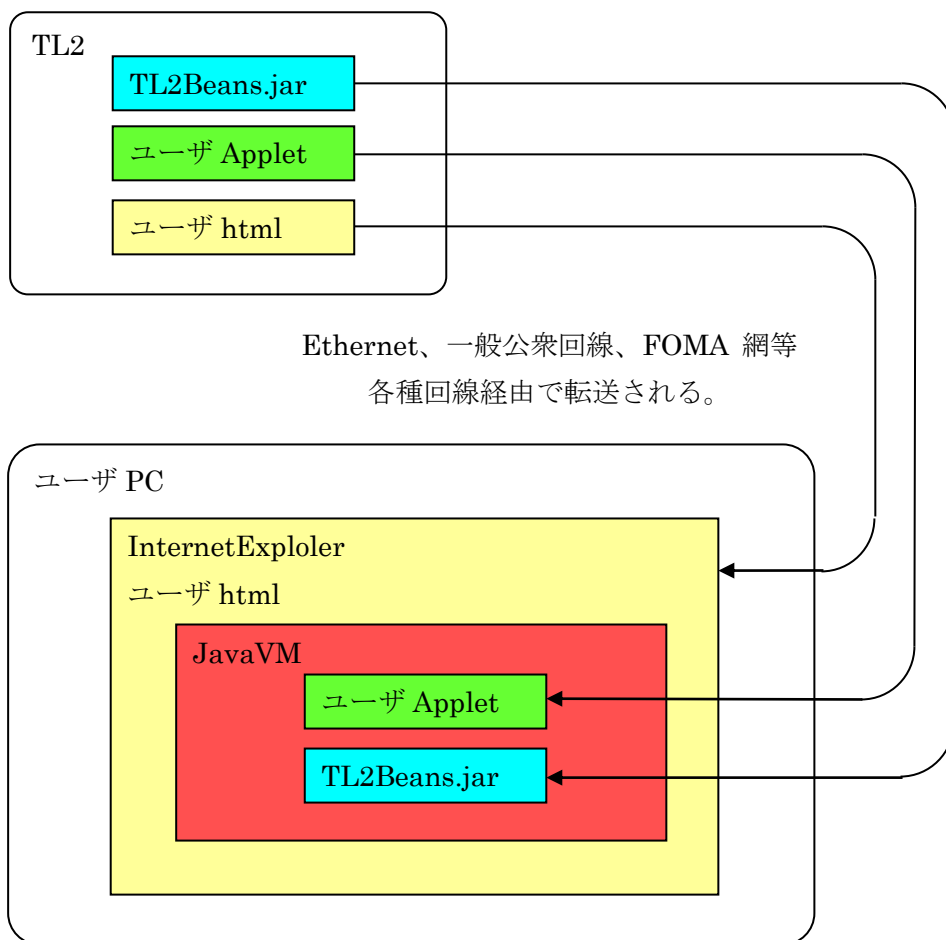 TL2
TL2Beans.jar
ユーザ Applet
ユーザ html
Ethernet、一般公衆回線、FOMA 網等
各種回線経由で転送される。
ユーザ PC
InternetExploler
ユーザ html
JavaVM
ユーザ Applet
TL2Beans.jar